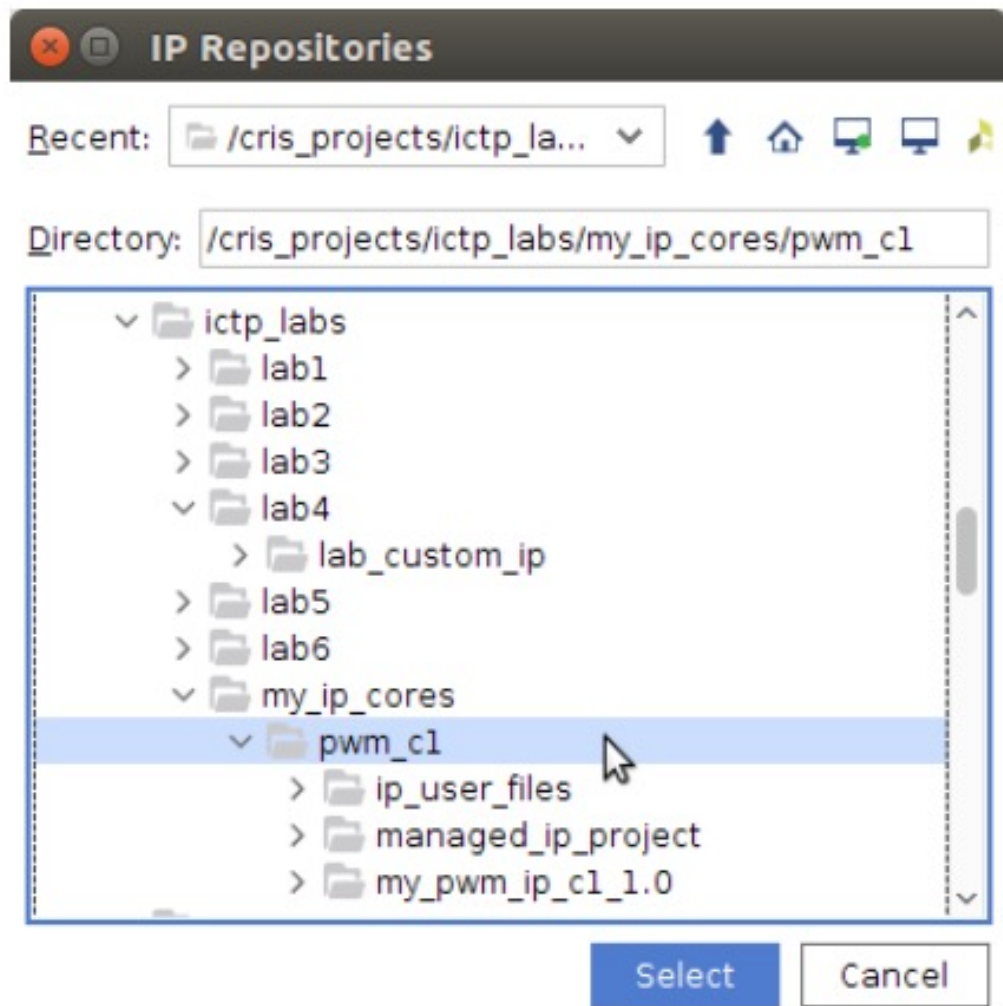 IP Repositories
Recent: /cris_projects/ictp_la...
Directory: /cris_projects/ictp_labs/my_ip_cores/pwm_c1
ictp_labs
lab1
lab2
lab3
lab4
lab_custom_ip
lab5
lab6
my_ip_cores
pwm_c1
ip_user_files
managed_ip_project
my_pwm_ip_c1_1.0
Select Cancel